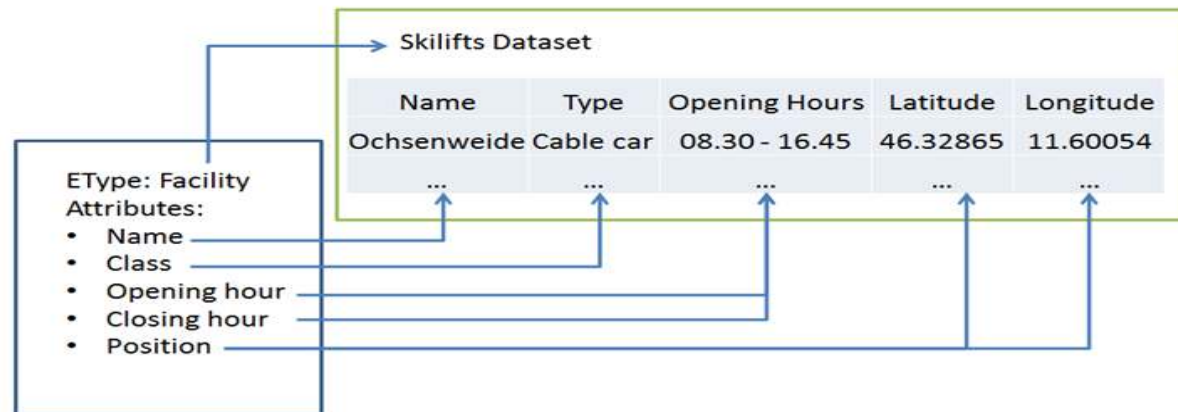 Skilifts Dataset
Name Type Opening Hours Latitude Longitude
Ochsenweide Cable car 08.30 - 16.45 46.32865 11.60054
... ... ... ... ...
EType: Facility
Attributes:
• Name
• Class
• Opening hour
• Closing hour
• Position